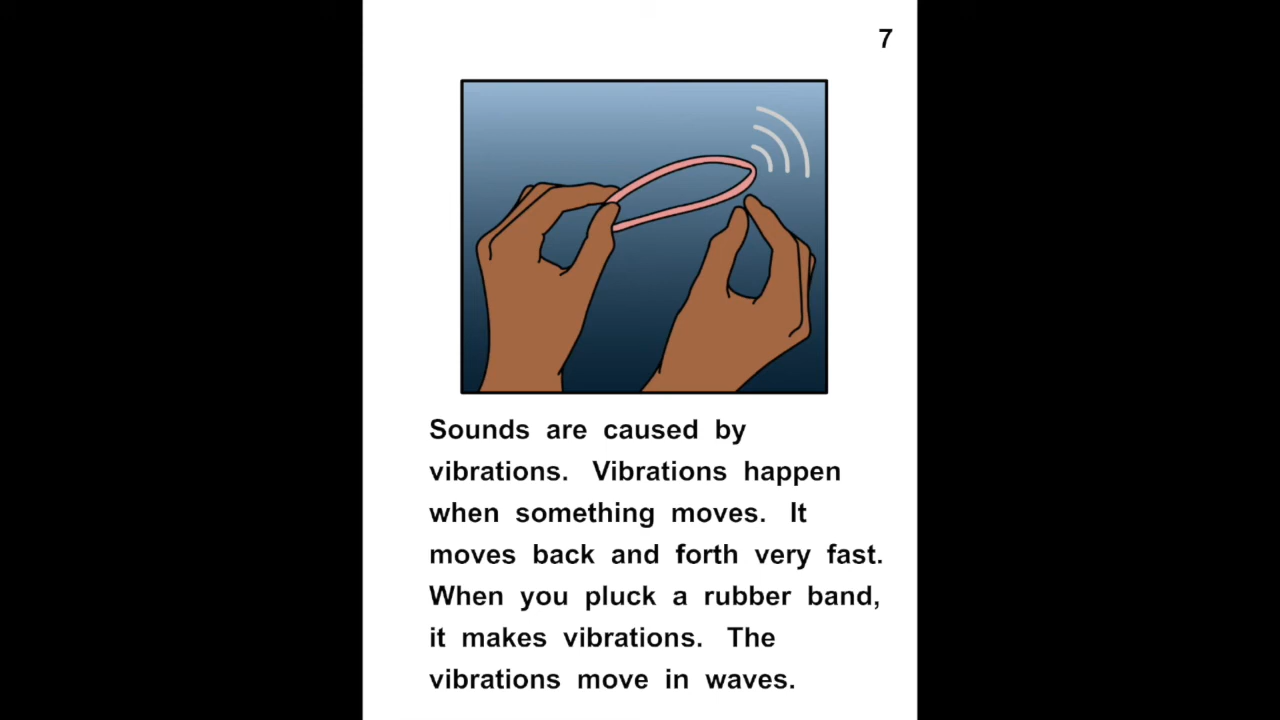 7
Sounds are caused by
vibrations. Vibrations happen
when something moves. It
moves back and forth very fast.
When you pluck a rubber band,
it makes vibrations. The
vibrations move in waves.